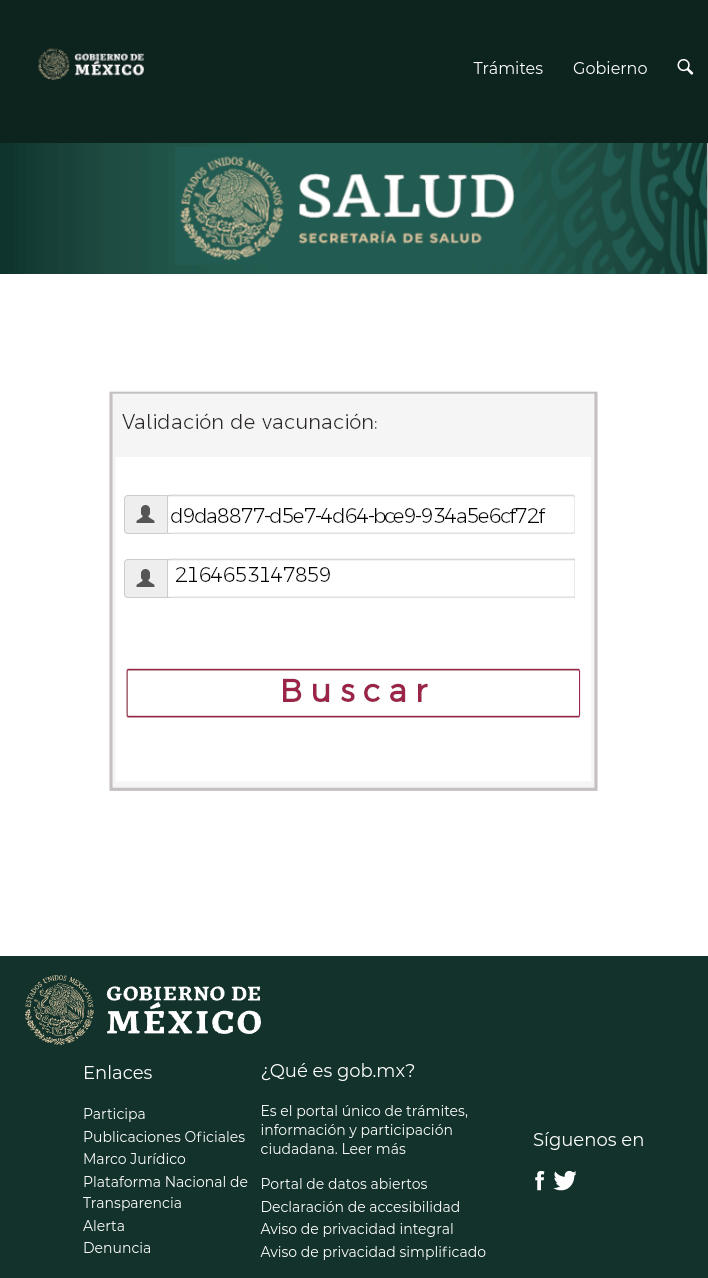 GOBIERNO DE
MÉXICO
Trámites
Gobierno
ESTADOS UNIDOS MEXICANOS
SALUD
SECRETARÍA DE SALUD
Validación de vacunación:
d9da8877-d5e7-4d64-bce9-934a5e6cf72f
2164653147859
Buscar
ESTADOS UNIDOS MEXICANOS
GOBIERNO DE
MÉXICO
Enlaces
Participa
Publicaciones Oficiales
Marco Jurídico
Plataforma Nacional de
Transparencia
Alerta
Denuncia
¿Qué es gob.mx?
Es el portal único de trámites,
información y participación
ciudadana. Leer más
Portal de datos abiertos
Declaración de accesibilidad
Aviso de privacidad integral
Aviso de privacidad simplificado
Síguenos en